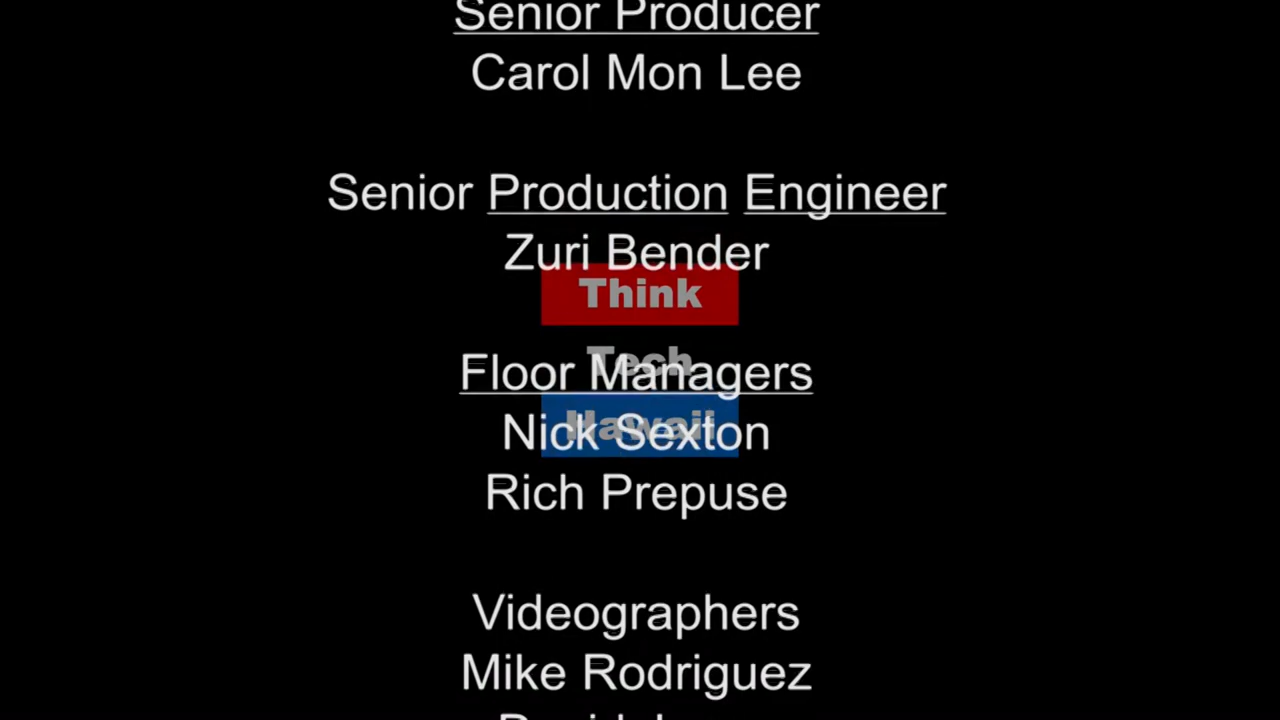 Senior Producer
Carol Mon Lee
Senior Production Engineer
Zuri Bender
Think
Tech
Hawaii
Floor Managers
Nick Sexton
Rich Prepuse
Videographers
Mike Rodriguez